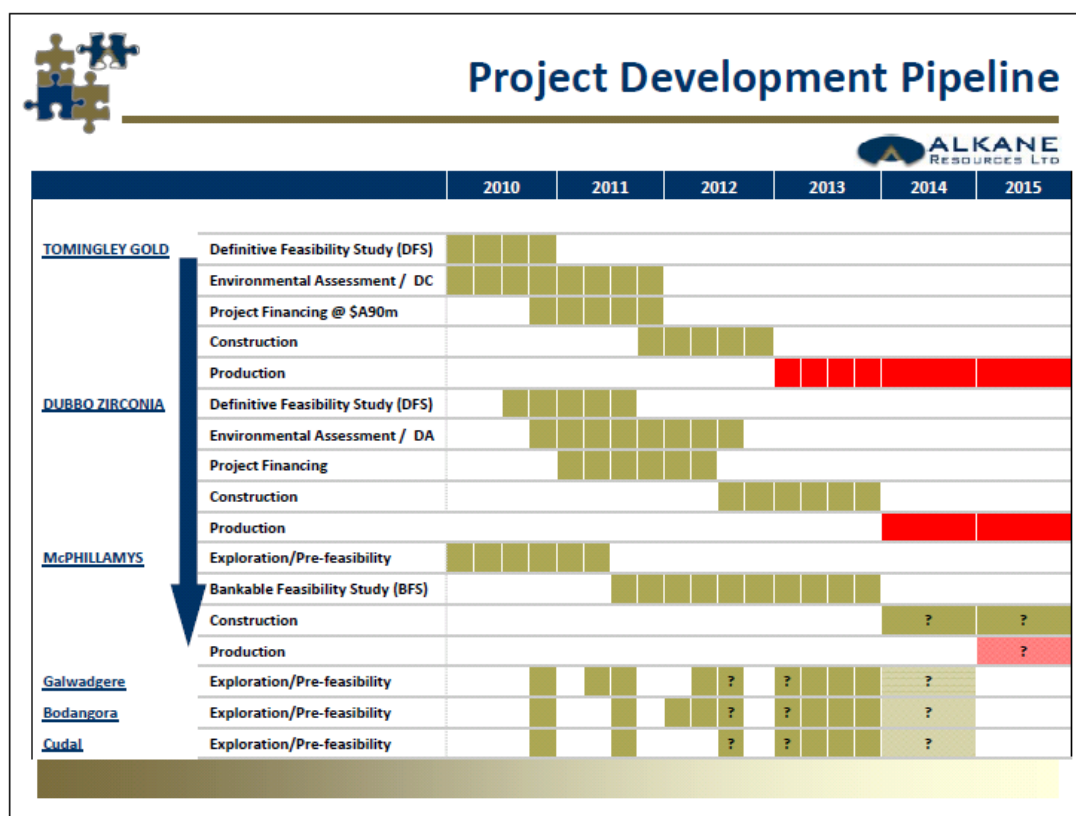 Project Development Pipeline
ALKANE
RESOURCES LTD
2010 2011 2012 2013 2014 2015
TOMINGLEY GOLD Definitive Feasibility Study (DFS)
Environmental Assessment / DC
Project Financing @ $A90m
Construction
Production
DUBBO ZIRCONIA Definitive Feasibility Study (DFS)
Environmental Assessment / DA
Project Financing
Construction
Production
McPHILLAMYS Exploration/Pre-feasibility
Bankable Feasibility Study (BFS)
Construction ? ?
Production ?
Galwadgere Exploration/Pre-feasibility ? ? ?
Bodangora Exploration/Pre-feasibility ? ? ?
Cudal Exploration/Pre-feasibility ? ? ?